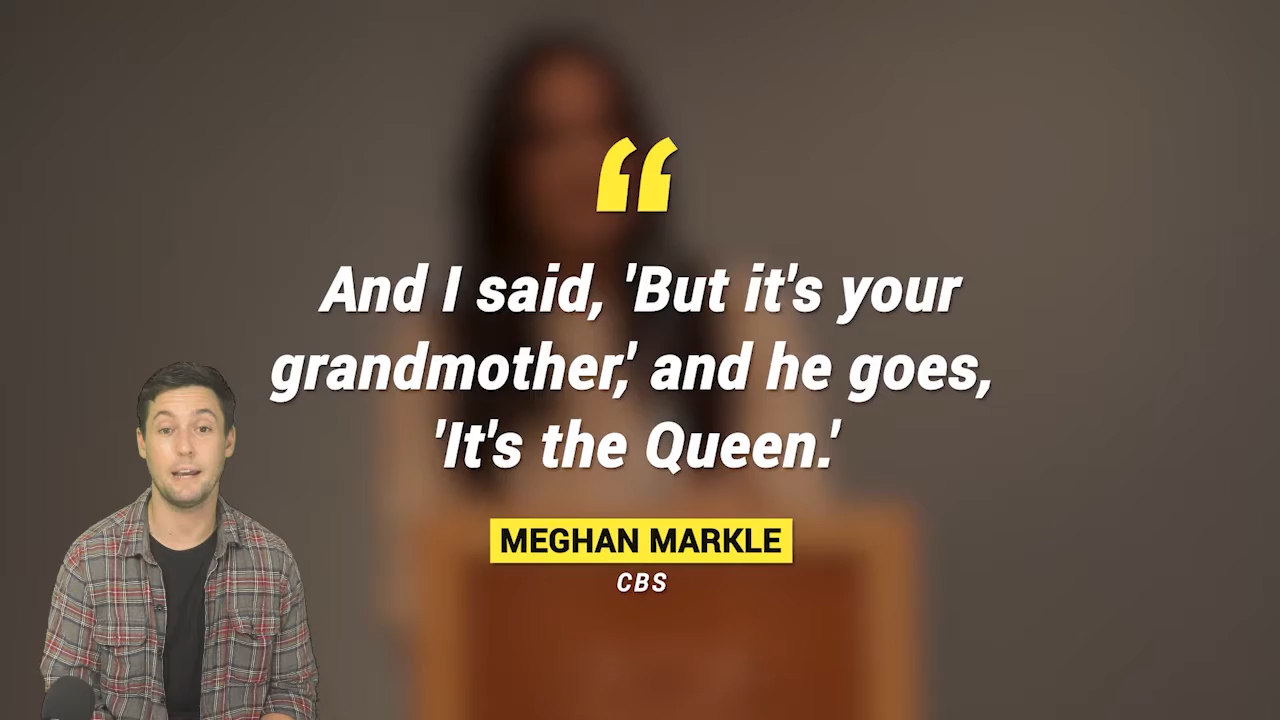 “
And I said, 'But it's your
grandmother,' and he goes,
'It's the Queen.'
MEGHAN MARKLE
CBS